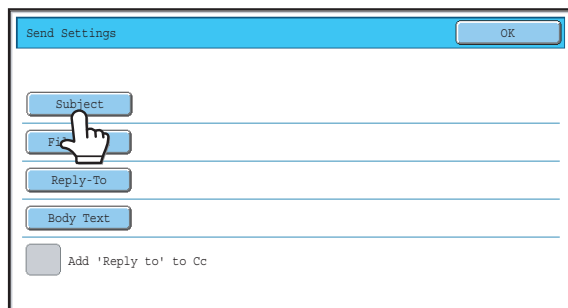 Send Settings OK
Subject
Reply-To
Body Text
Add 'Reply to' to Cc